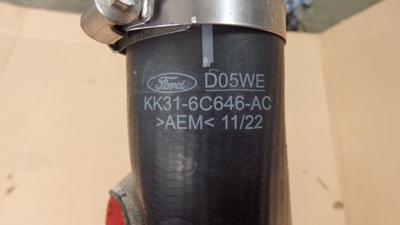 Ford D05WE
KK31-6C646-AC
>AEM< 11/22